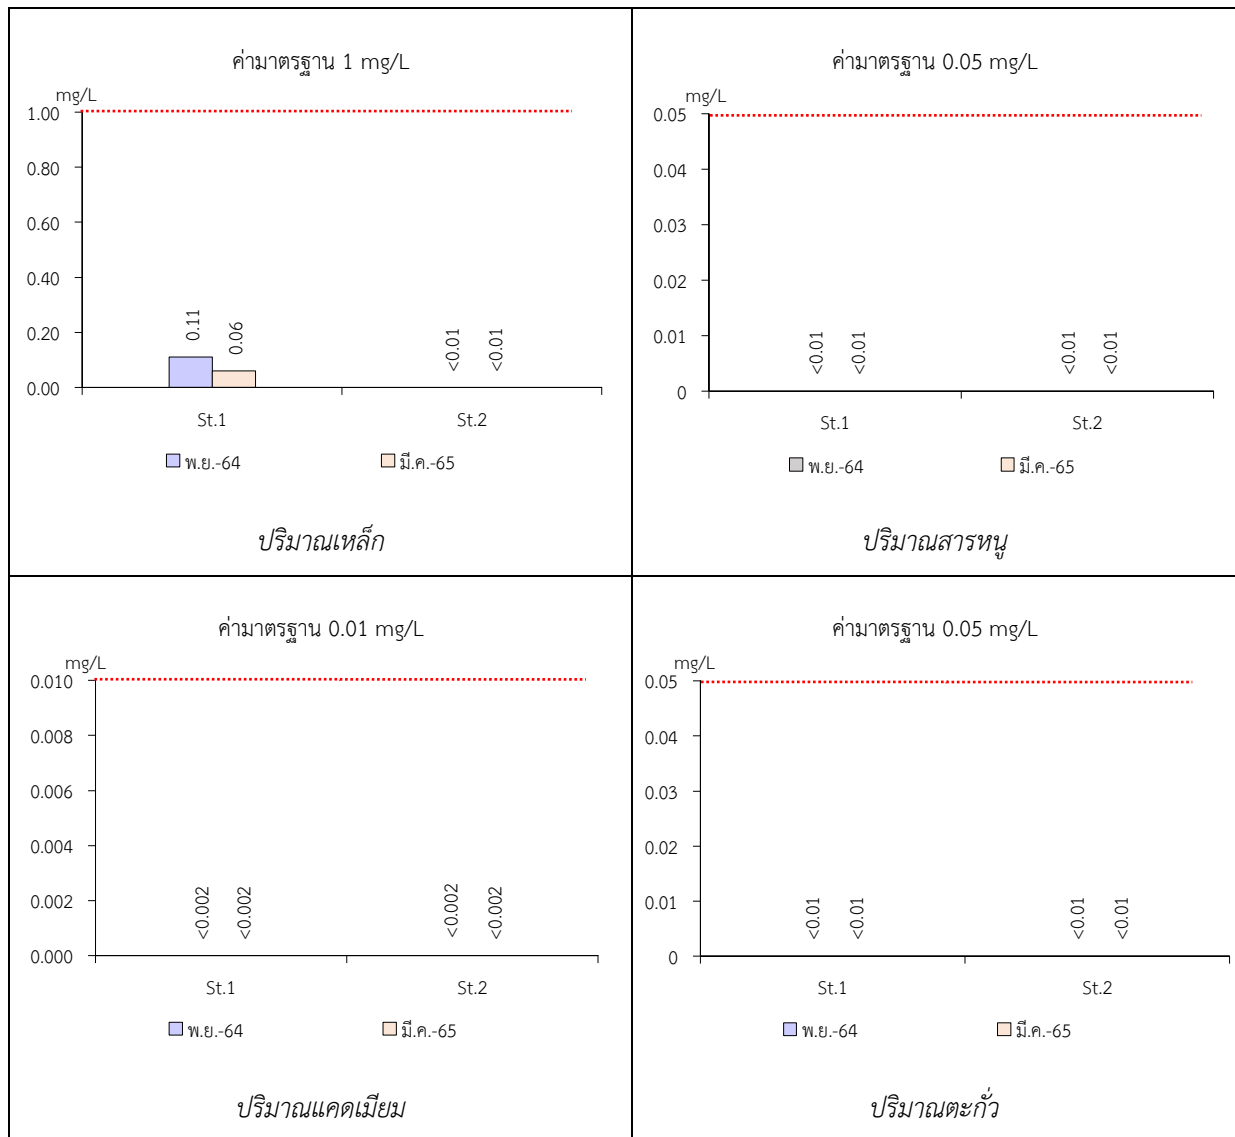 ค่ามาตรฐาน 1 mg/L
mg/L
1.00
0.80
0.60
0.40
0.20
0.00
0.11
0.06
<0.01
<0.01
St.1
St.2
พ.ย.-64
มี.ค.-65
ปริมาณเหล็ก
ค่ามาตรฐาน 0.05 mg/L
mg/L
0.05
0.04
0.03
0.02
0.01
0
<0.01
<0.01
<0.01
<0.01
St.1
St.2
พ.ย.-64
มี.ค.-65
ปริมาณสารหนู
ค่ามาตรฐาน 0.01 mg/L
mg/L
0.010
0.008
0.006
0.004
0.002
0.000
<0.002
<0.002
<0.002
<0.002
St.1
St.2
พ.ย.-64
มี.ค.-65
ปริมาณแคดเมียม
ค่ามาตรฐาน 0.05 mg/L
mg/L
0.05
0.04
0.03
0.02
0.01
0
<0.01
<0.01
<0.01
<0.01
St.1
St.2
พ.ย.-64
มี.ค.-65
ปริมาณตะกั่ว